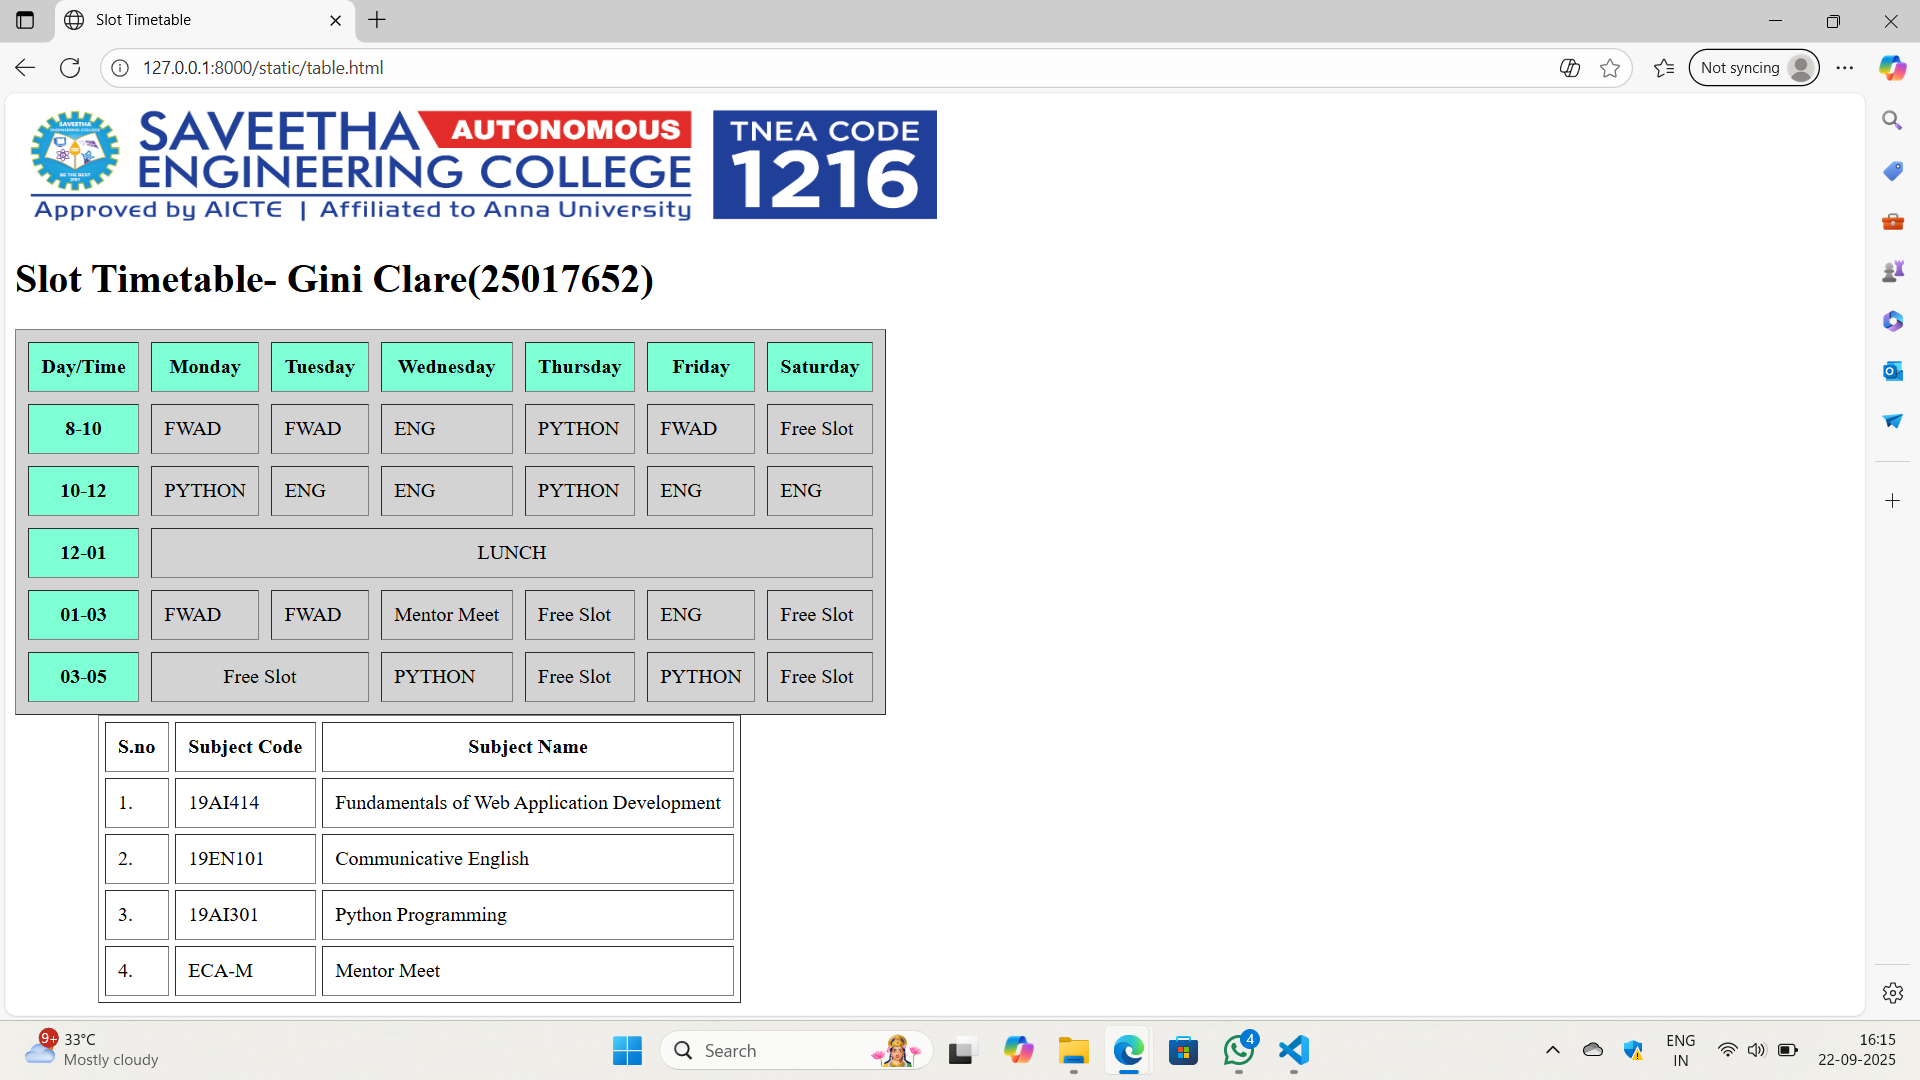 Slot Timetable
127.0.0.1:8000/static/table.html
Not syncing
SAVEETHA
ENGINEERING COLLEGE
BE THE BEST
SAVEETHA AUTONOMOUS
ENGINEERING COLLEGE
Approved by AICTE | Affiliated to Anna University
TNEA CODE
1216
Slot Timetable- Gini Clare(25017652)
Day/Time Monday Tuesday Wednesday Thursday Friday Saturday
8-10 FWAD FWAD ENG PYTHON FWAD Free Slot
10-12 PYTHON ENG ENG PYTHON ENG ENG
12-01 LUNCH
01-03 FWAD FWAD Mentor Meet Free Slot ENG Free Slot
03-05 Free Slot PYTHON Free Slot PYTHON Free Slot
S.no Subject Code Subject Name
1. 19AI414 Fundamentals of Web Application Development
2. 19EN101 Communicative English
3. 19AI301 Python Programming
4. ECA-M Mentor Meet
9+
33°C
Mostly cloudy
Search
4
ENG
IN
16:15
22-09-2025